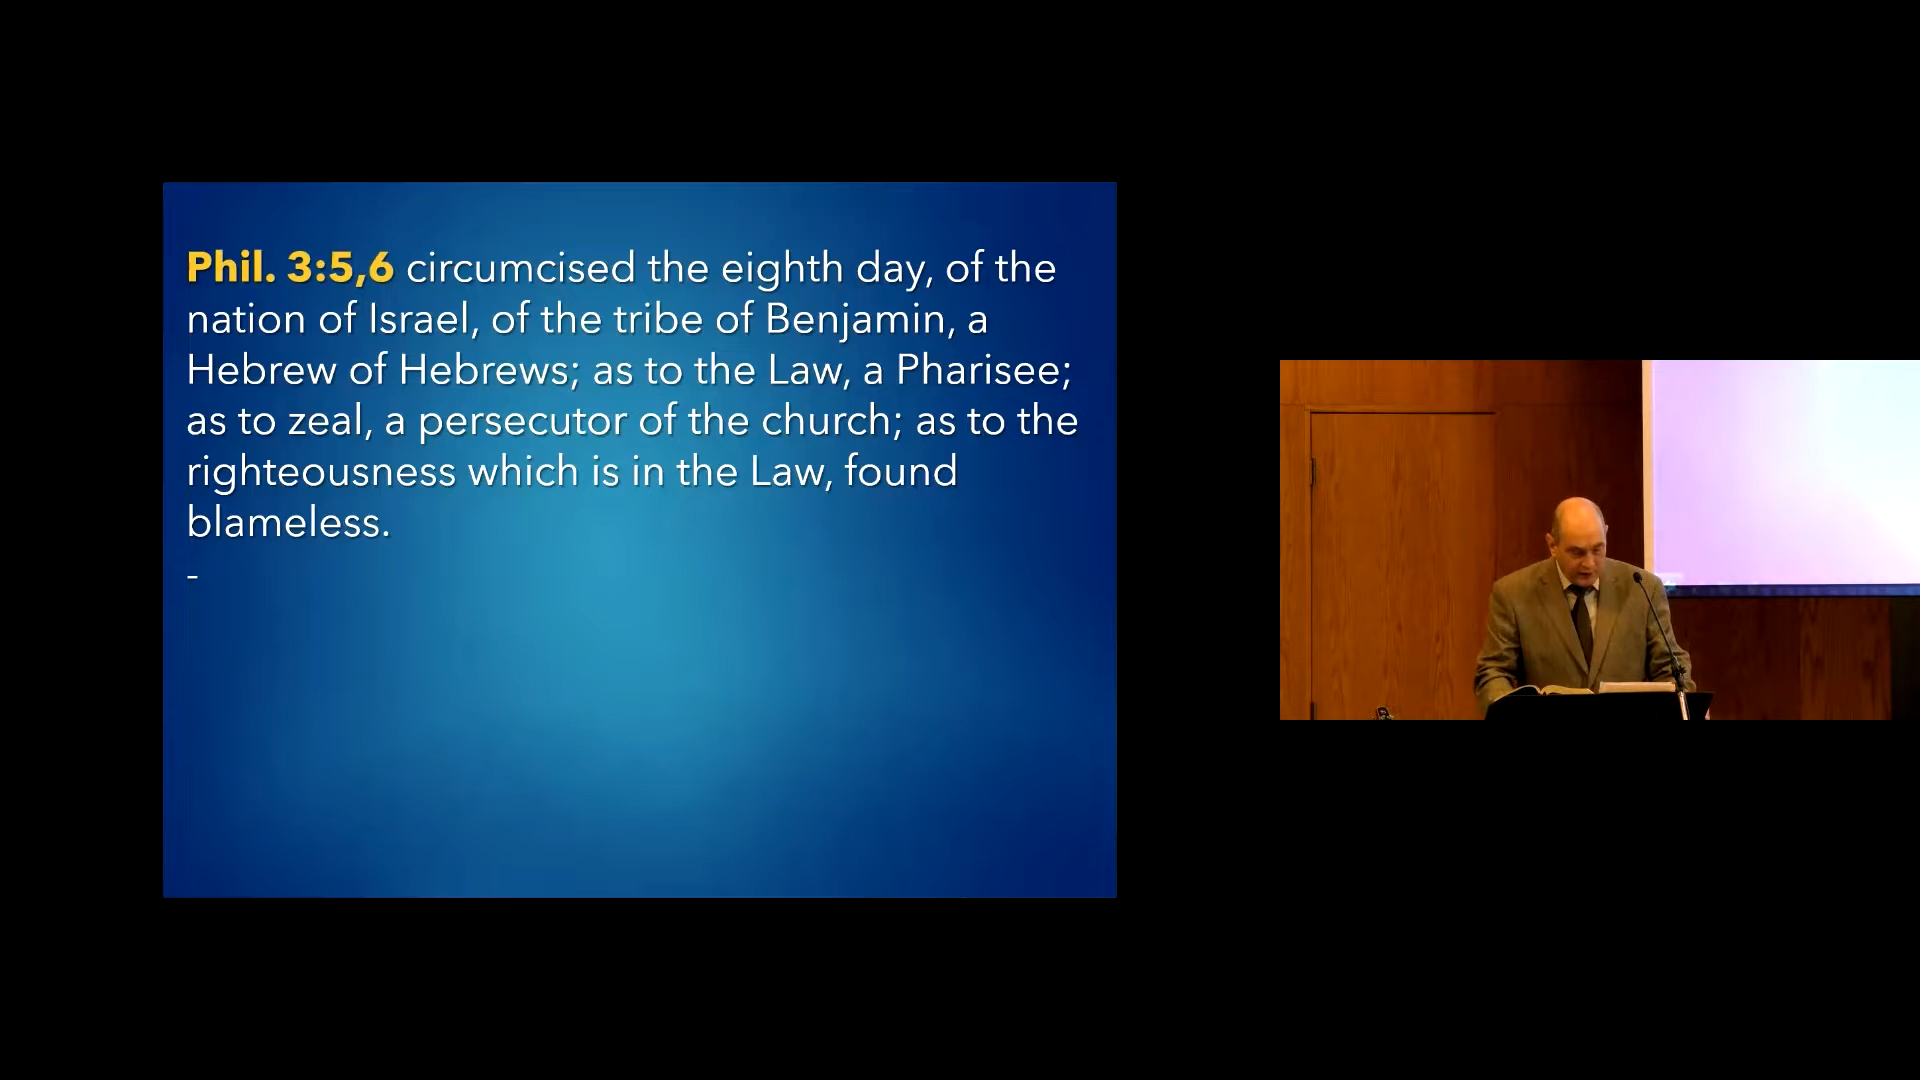 Phil. 3:5,6 circumcised the eighth day, of the
nation of Israel, of the tribe of Benjamin, a
Hebrew of Hebrews; as to the Law, a Pharisee;
as to zeal, a persecutor of the church; as to the
righteousness which is in the Law, found
blameless.
-